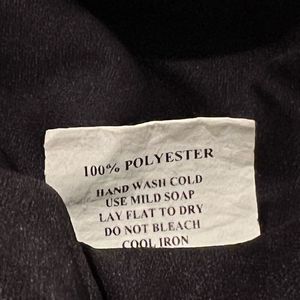 100% POLYESTER
HAND WASH COLD
USE MILD SOAP
LAY FLAT TO DRY
DO NOT BLEACH
COOL IRON